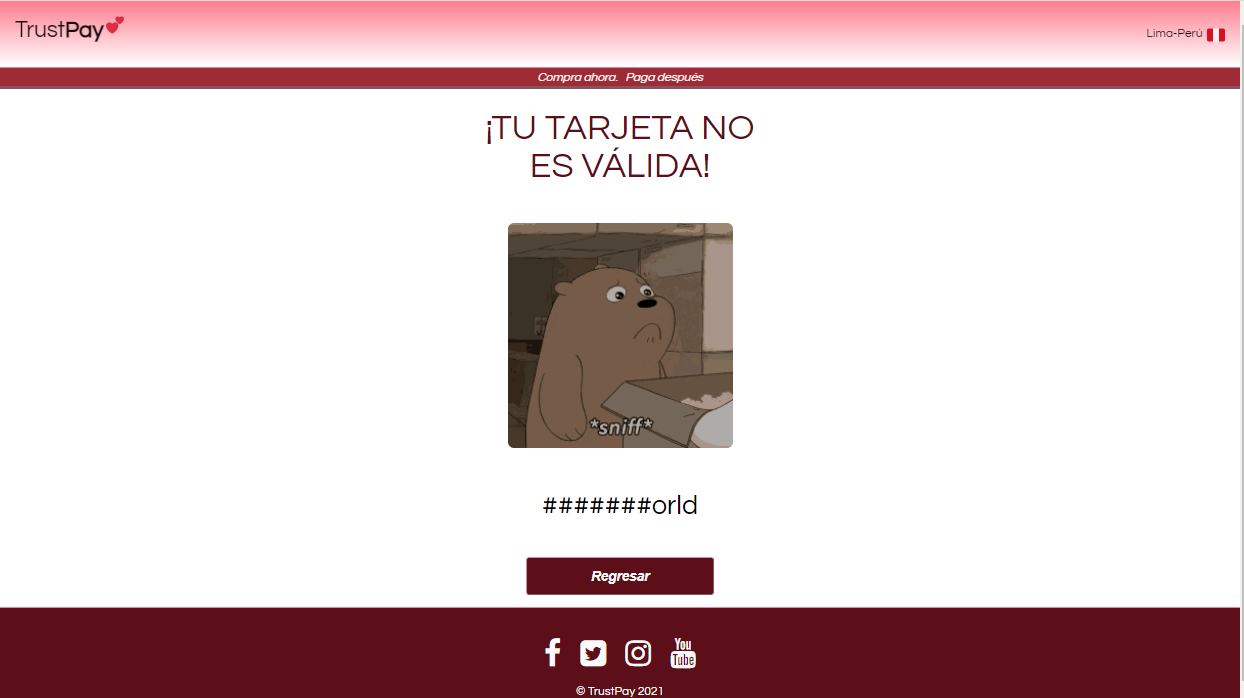 TrustPay
Lima-Perú
Compra ahora. Paga después
¡TU TARJETA NO
ES VÁLIDA!
*sniff*
#######orld
Regresar
You
Tube
© TrustPay 2021